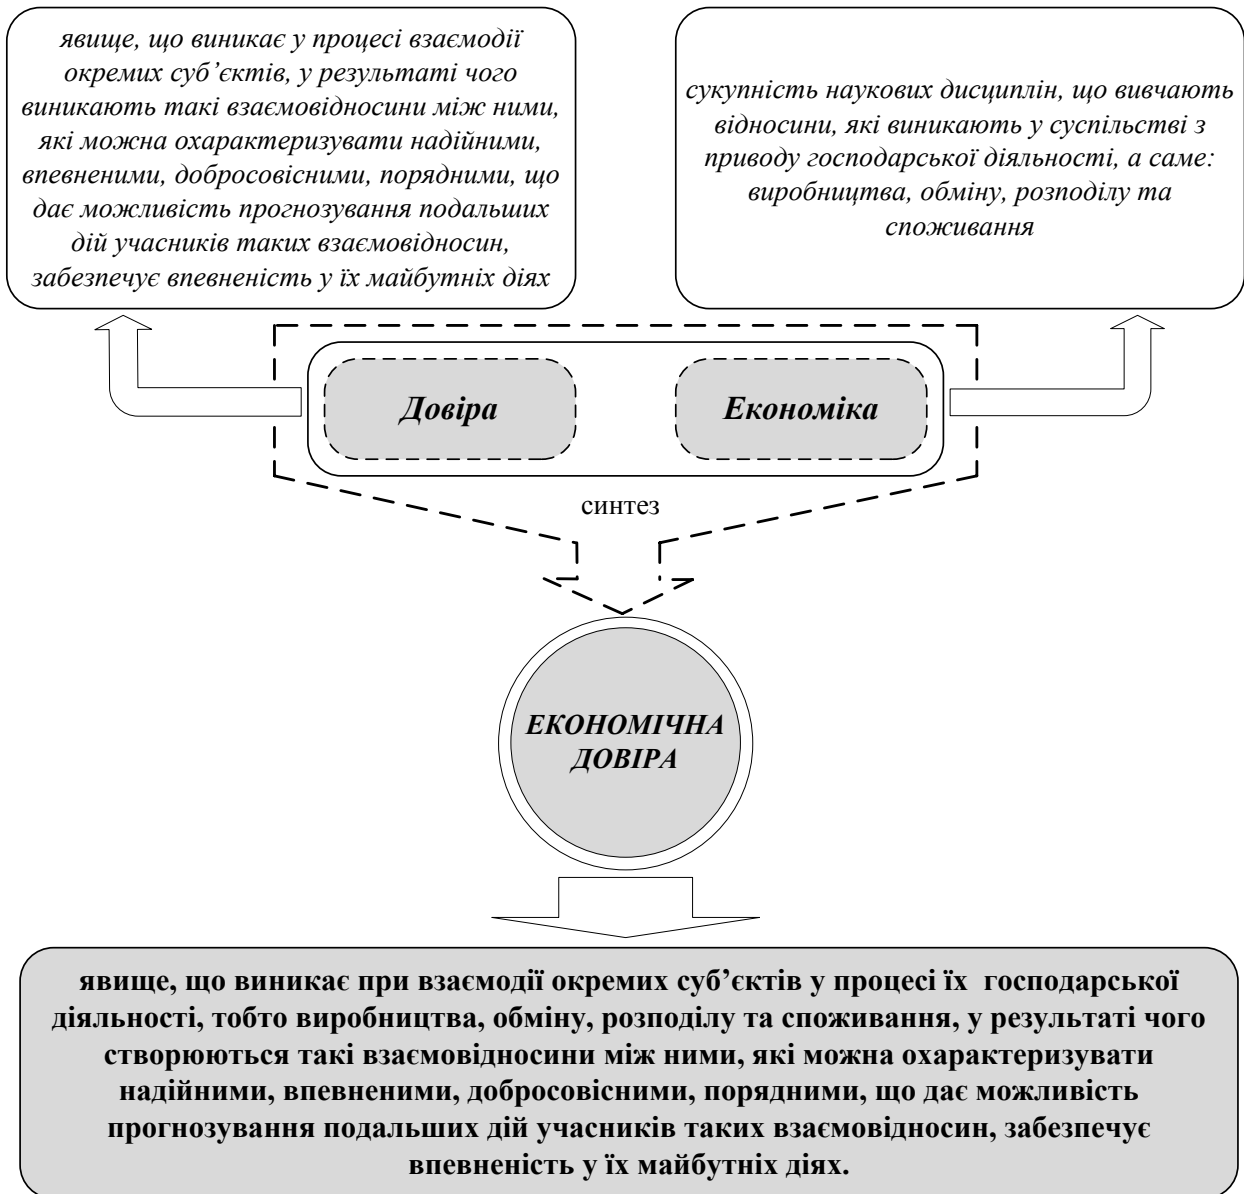 явище, що виникає у процесі взаємодії
окремих суб’єктів, у результаті чого
виникають такі взаємовідносини між ними,
які можна охарактеризувати надійними,
впевненими, добросовісними, порядними, що
дає можливість прогнозування подальших
дій учасників таких взаємовідносин,
забезпечує впевненість у їх майбутніх діях
сукупність наукових дисциплін, що вивчають
відносини, які виникають у суспільстві з
приводу господарської діяльності, а саме:
виробництва, обміну, розподілу та
споживання
Довіра
Економіка
синтез
ЕКОНОМІЧНА
ДОВІРА
явище, що виникає при взаємодії окремих суб’єктів у процесі їх господарської
діяльності, тобто виробництва, обміну, розподілу та споживання, у результаті чого
створюються такі взаємовідносини між ними, які можна охарактеризувати
надійними, впевненими, добросовісними, порядними, що дає можливість
прогнозування подальших дій учасників таких взаємовідносин, забезпечує
впевненість у їх майбутніх діях.